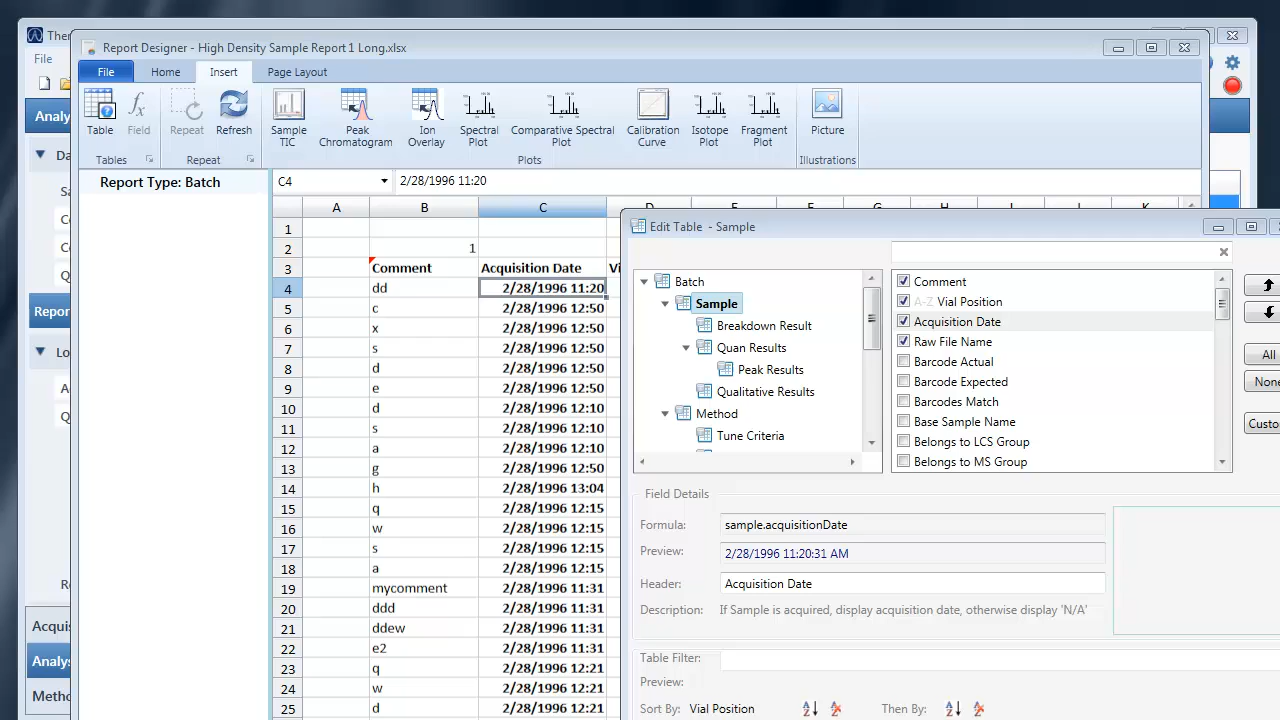 Ther
File
Analy
Da
Sa
C
C
Q
Repor
Lo
A
Q
Re
Acquis
Analys
Metho
Report Designer - High Density Sample Report 1 Long.xlsx
File Home Insert Page Layout
Table Field Repeat Refresh Sample TIC Peak Chromatogram Ion Overlay Spectral Plot Comparative Spectral Plot Calibration Curve Isotope Plot Fragment Plot Picture
Tables Repeat Plots Illustrations
Report Type: Batch
C4 2/28/1996 11:20
A B C D E F G H I J K
1
2 1
3 Comment Acquisition Date Vi
4 dd 2/28/1996 11:20
5 c 2/28/1996 12:50
6 x 2/28/1996 12:50
7 s 2/28/1996 12:50
8 d 2/28/1996 12:50
9 e 2/28/1996 12:50
10 d 2/28/1996 12:10
11 s 2/28/1996 12:10
12 a 2/28/1996 12:10
13 g 2/28/1996 12:50
14 h 2/28/1996 13:04
15 q 2/28/1996 12:15
16 w 2/28/1996 12:15
17 s 2/28/1996 12:15
18 a 2/28/1996 12:15
19 mycomment 2/28/1996 11:31
20 ddd 2/28/1996 11:31
21 ddew 2/28/1996 11:31
22 e2 2/28/1996 11:31
23 q 2/28/1996 12:21
24 w 2/28/1996 12:21
25 d 2/28/1996 12:21
Edit Table - Sample
Batch
Sample
Breakdown Result
Quan Results
Peak Results
Qualitative Results
Method
Tune Criteria
Comment
A-Z Vial Position
Acquisition Date
Raw File Name
Barcode Actual
Barcode Expected
Barcodes Match
Base Sample Name
Belongs to LCS Group
Belongs to MS Group
All
None
Custo
Field Details
Formula: sample.acquisitionDate
Preview: 2/28/1996 11:20:31 AM
Header: Acquisition Date
Description: If Sample is acquired, display acquisition date, otherwise display 'N/A'
Table Filter:
Preview:
Sort By: Vial Position Then By: